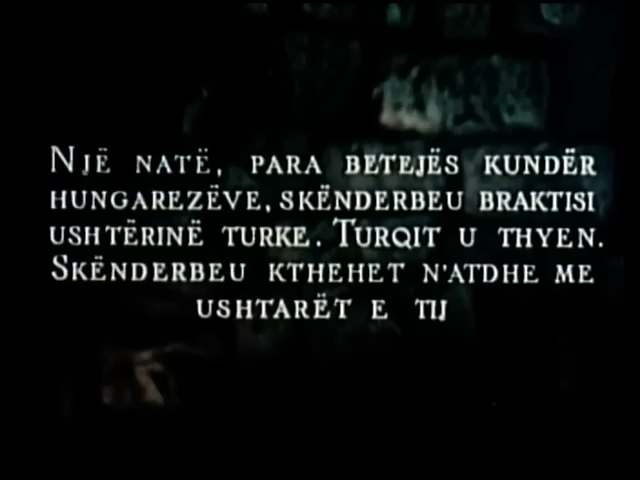 NJË NATË, PARA BETEJËS KUNDËR
HUNGAREZËVE, SKËNDERBEU BRAKTISI
USHTËRINË TURKE. TURQIT U THYEN.
SKËNDERBEU KTHEHET N'ATDHE ME
USHTARËT E TIJ